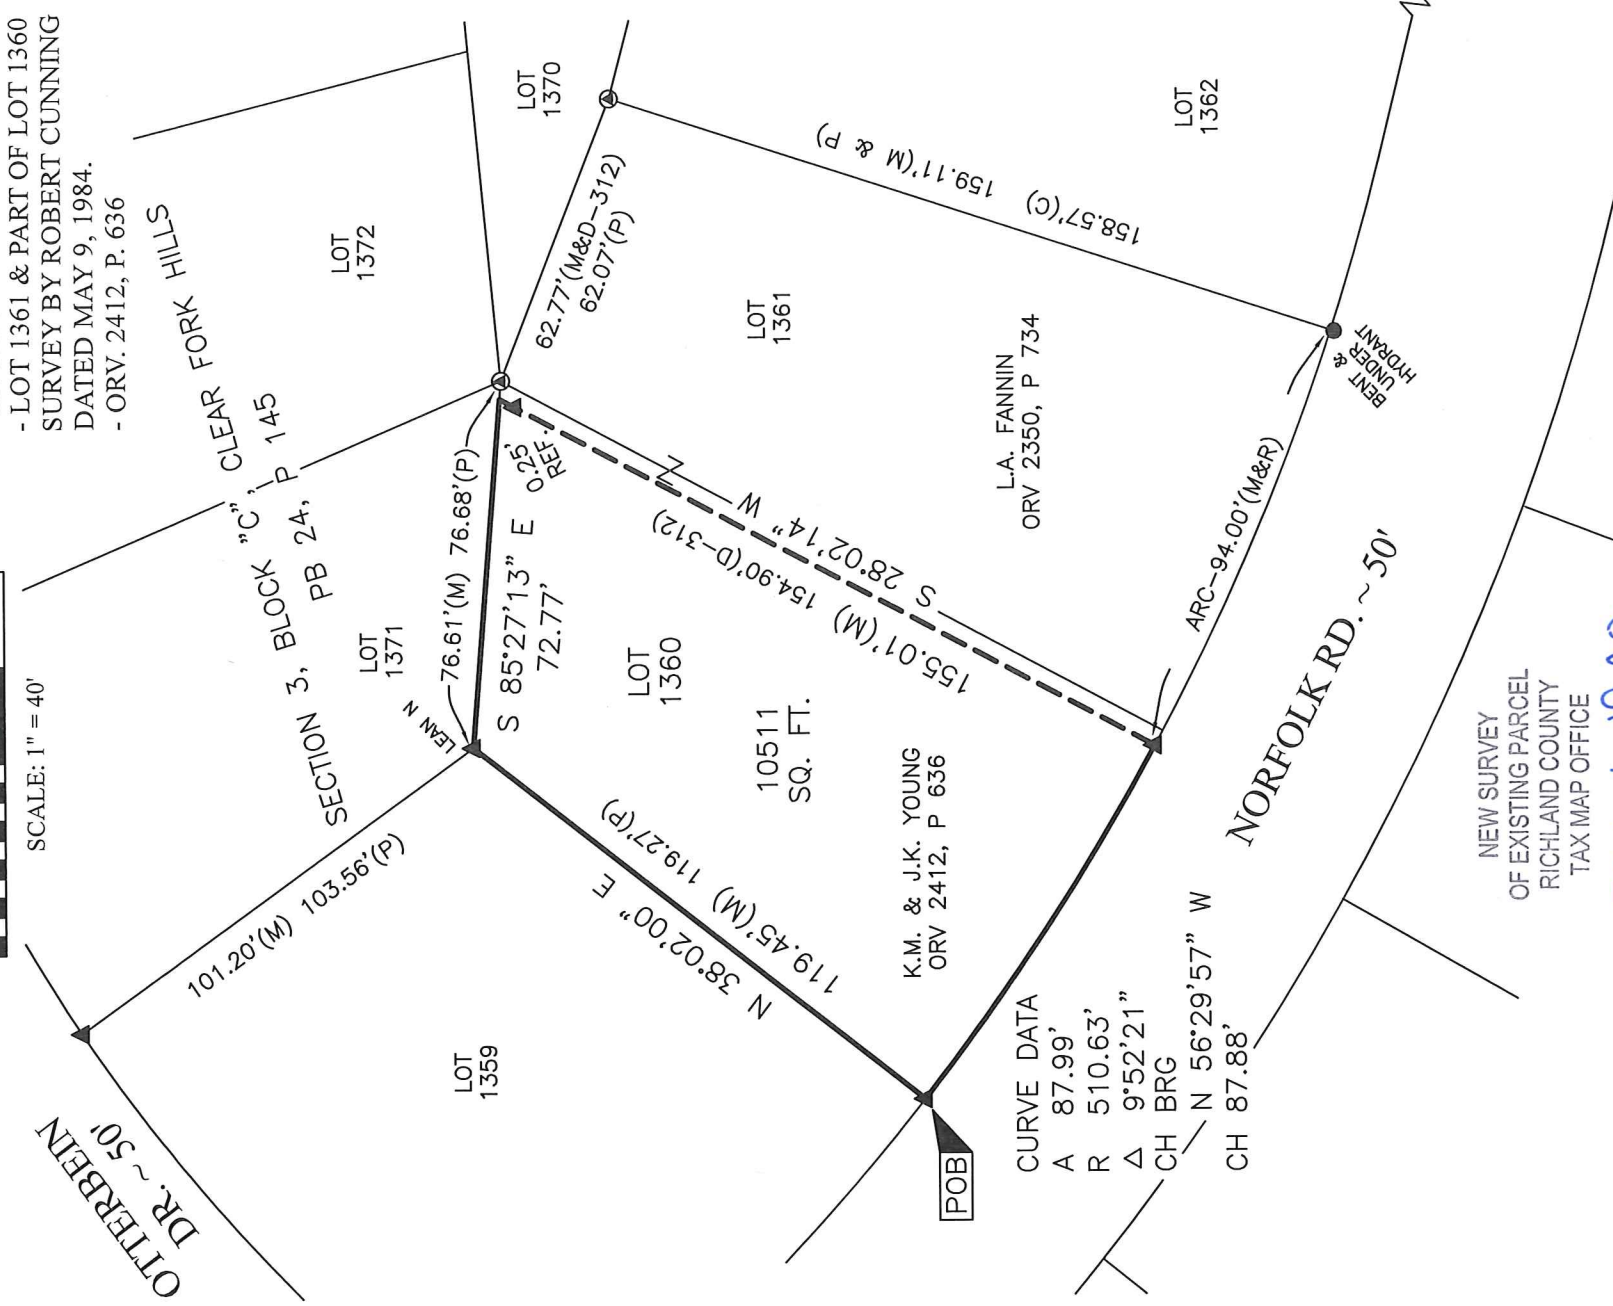 - LOT 1361 & PART OF LOT 1360
SURVEY BY ROBERT CUNNING
DATED MAY 9, 1984.
- ORV. 2412, P. 636
SCALE: 1" = 40'
SECTION 3, BLOCK "C", CLEAR FORK HILLS
PB 24, P 145
LOT
1372
LOT
1370
LOT
1371
LOT
1362
LOT
1361
LOT
1360
LOT
1359
62.77'(M&D-312)
62.07'(P)
159.11'(M & P)
158.57'(C)
76.61'(M) 76.68'(P)
S 85°27'13" E
72.77'
0.25'
REF.
LEAN N
S 28°02'14" W
155.01'(M) 154.90'(D-312)
10511
SQ. FT.
K.M. & J.K. YOUNG
ORV 2412, P 636
L.A. FANNIN
ORV 2350, P 734
101.20'(M) 103.56'(P)
N 38°02'00" E
119.45'(M) 119.27'(P)
ARC-94.00'(M&R)
BENT &
UNDER
HYDRANT
OTTERBEIN
DR. ~ 50'
NORFOLK RD. ~ 50'
POB
CURVE DATA
A 87.99'
R 510.63'
Δ 9°52'21"
CH BRG
N 56°29'57" W
CH 87.88'
NEW SURVEY
OF EXISTING PARCEL
RICHLAND COUNTY
TAX MAP OFFICE